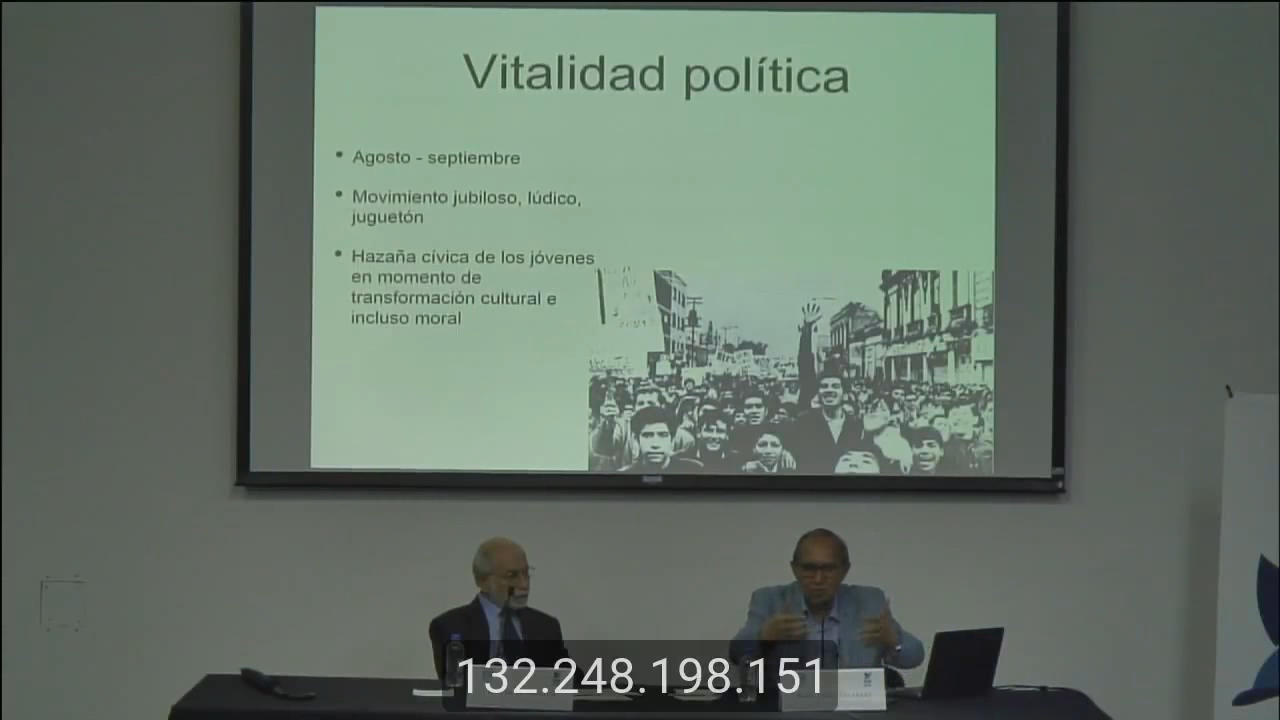 Vitalidad política
• Agosto - septiembre
• Movimiento jubiloso, lúdico,
juguetón
• Hazaña cívica de los jóvenes
en momento de
transformación cultural e
incluso moral
132.248.198.151